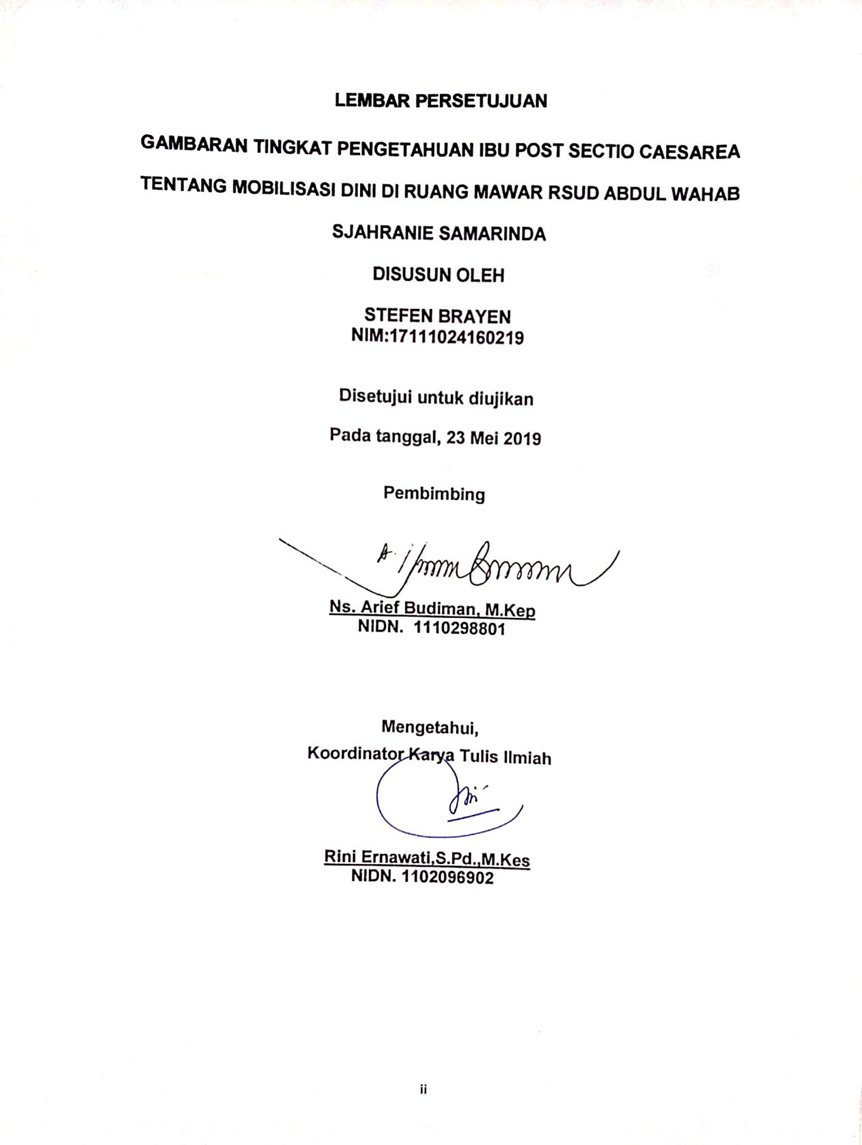 LEMBAR PERSETUJUAN
GAMBARAN TINGKAT PENGETAHUAN IBU POST SECTIO CAESAREA
TENTANG MOBILISASI DINI DI RUANG MAWAR RSUD ABDUL WAHAB
SJAHRANIE SAMARINDA
DISUSUN OLEH
STEFEN BRAYEN
NIM:17111024160219
Disetujui untuk diujikan
Pada tanggal, 23 Mei 2019
Pembimbing
Ns. Arief Budiman, M.Kep
NIDN. 1110298801
Mengetahui,
Koordinator Karya Tulis Ilmiah
Rini Ernawati,S.Pd.,M.Kes
NIDN. 1102096902
ii